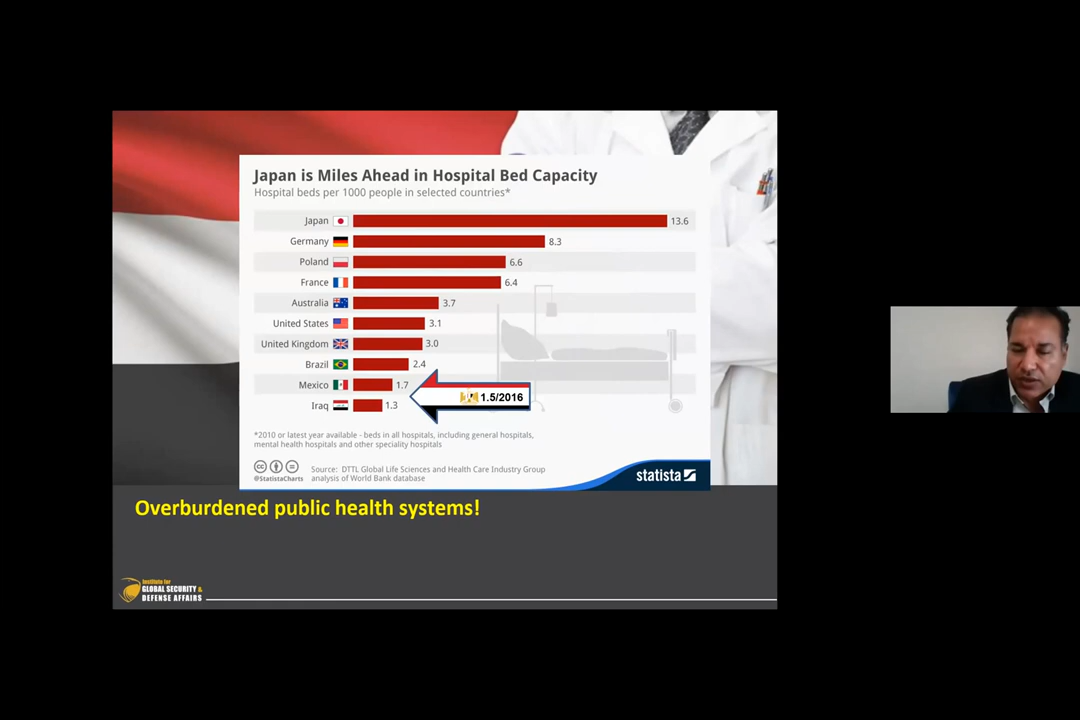 Japan is Miles Ahead in Hospital Bed Capacity
Hospital beds per 1000 people in selected countries*
Japan 13.6
Germany 8.3
Poland 6.6
France 6.4
Australia 3.7
United States 3.1
United Kingdom 3.0
Brazil 2.4
Mexico 1.7
1.5/2016
Iraq 1.3
*2010 or latest year available - beds in all hospitals, including general hospitals,
mental health hospitals and other speciality hospitals
@StatistaCharts
Source: DTTL Global Life Sciences and Health Care Industry Group
analysis of World Bank database
statista
Overburdened public health systems!
Institute for
GLOBAL SECURITY &
DEFENSE AFFAIRS